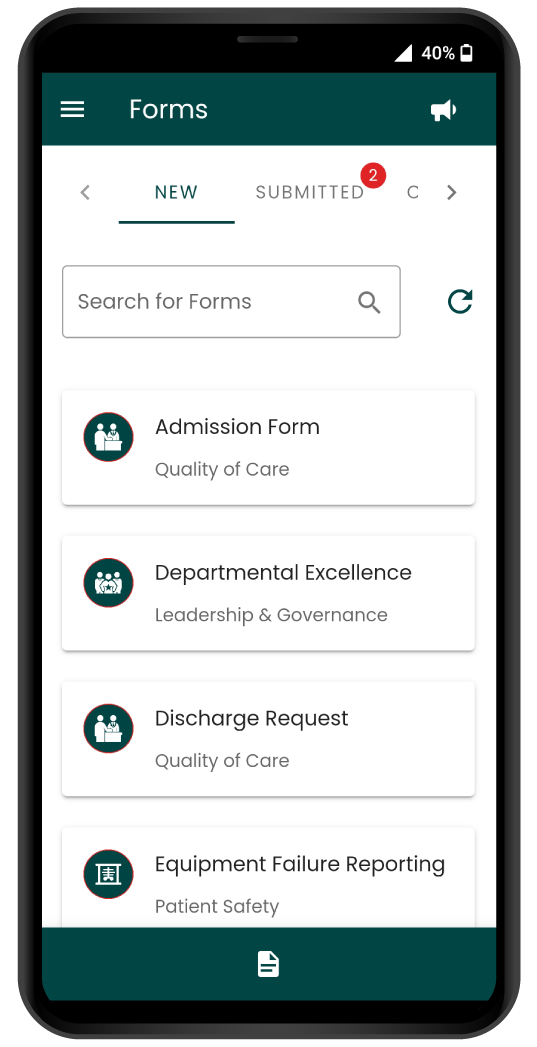 40%
Forms
NEW SUBMITTED 2 C
Search for Forms
Admission Form
Quality of Care
Departmental Excellence
Leadership & Governance
Discharge Request
Quality of Care
Equipment Failure Reporting
Patient Safety